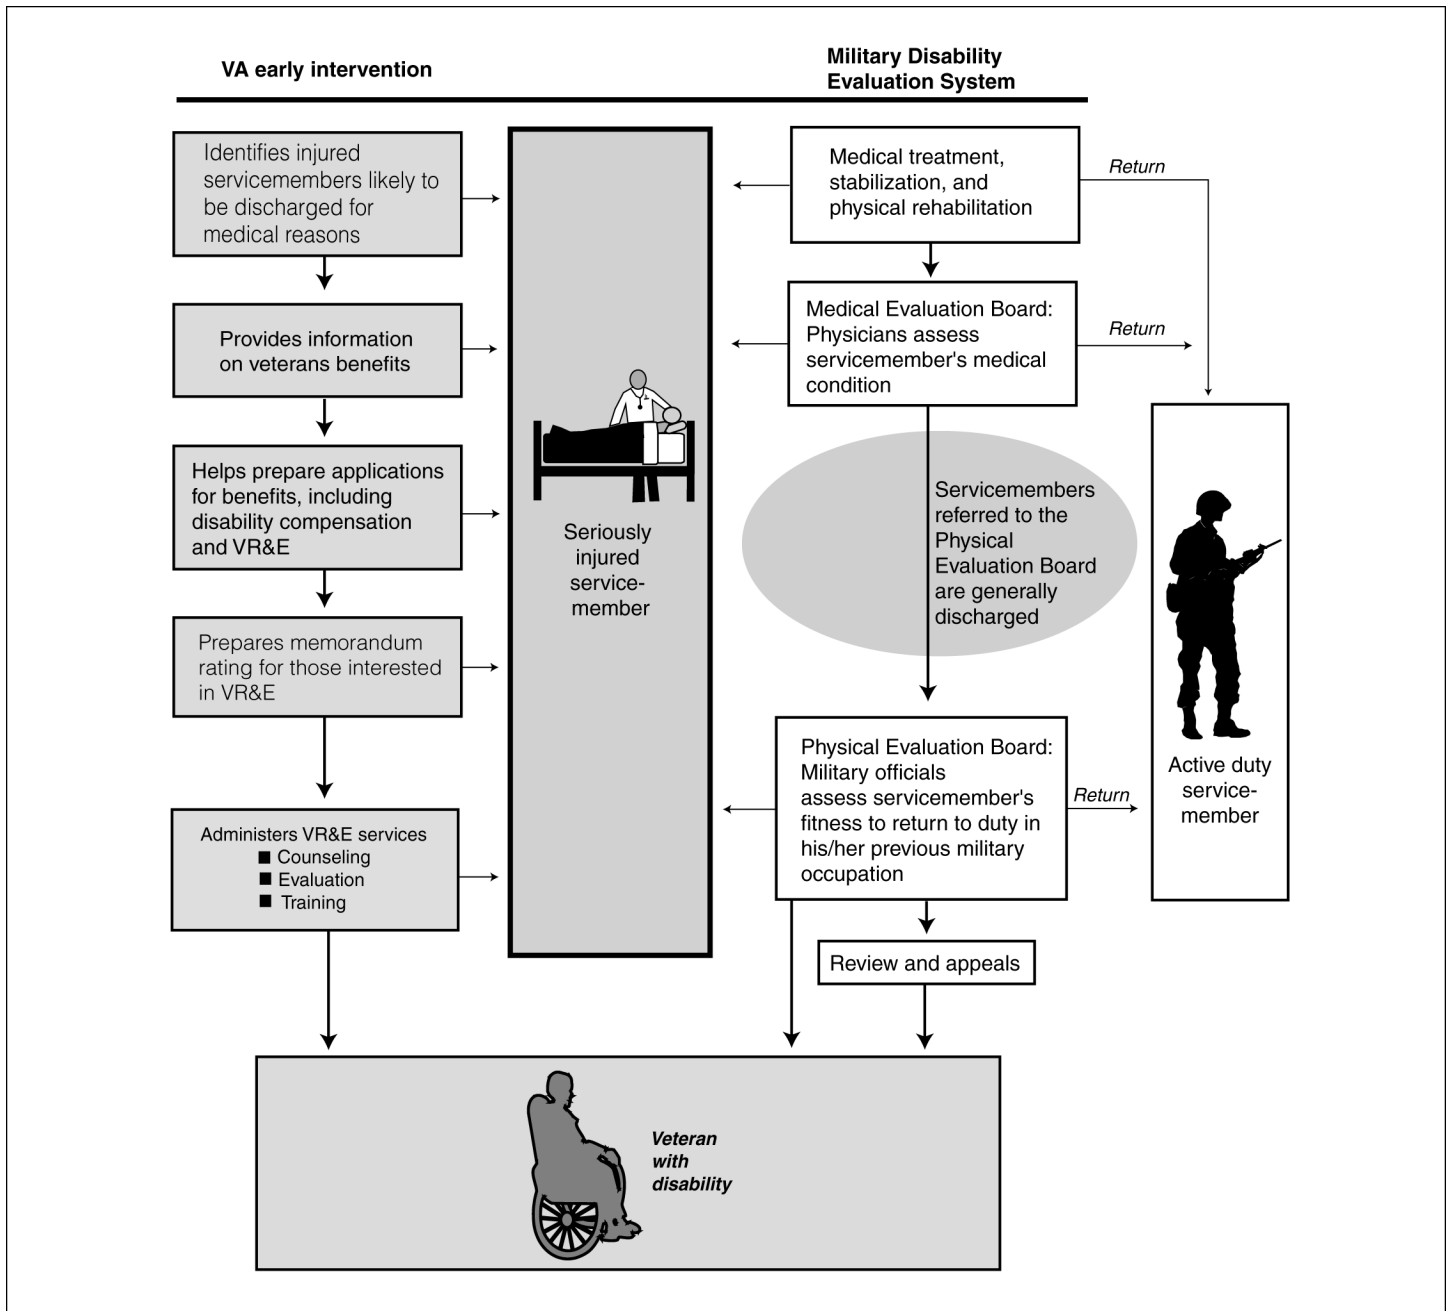 VA early intervention
Military Disability
Evaluation System
Identifies injured
servicemembers likely to
be discharged for
medical reasons
Provides information
on veterans benefits
Helps prepare applications
for benefits, including
disability compensation
and VR&E
Prepares memorandum
rating for those interested
in VR&E
Administers VR&E services
■ Counseling
■ Evaluation
■ Training
Seriously
injured
service-
member
Medical treatment,
stabilization, and
physical rehabilitation
Return
Medical Evaluation Board:
Physicians assess
servicemember's medical
condition
Return
Servicemembers
referred to the
Physical
Evaluation Board
are generally
discharged
Physical Evaluation Board:
Military officials
assess servicemember's
fitness to return to duty in
his/her previous military
occupation
Return
Active duty
service-
member
Review and appeals
Veteran
with
disability